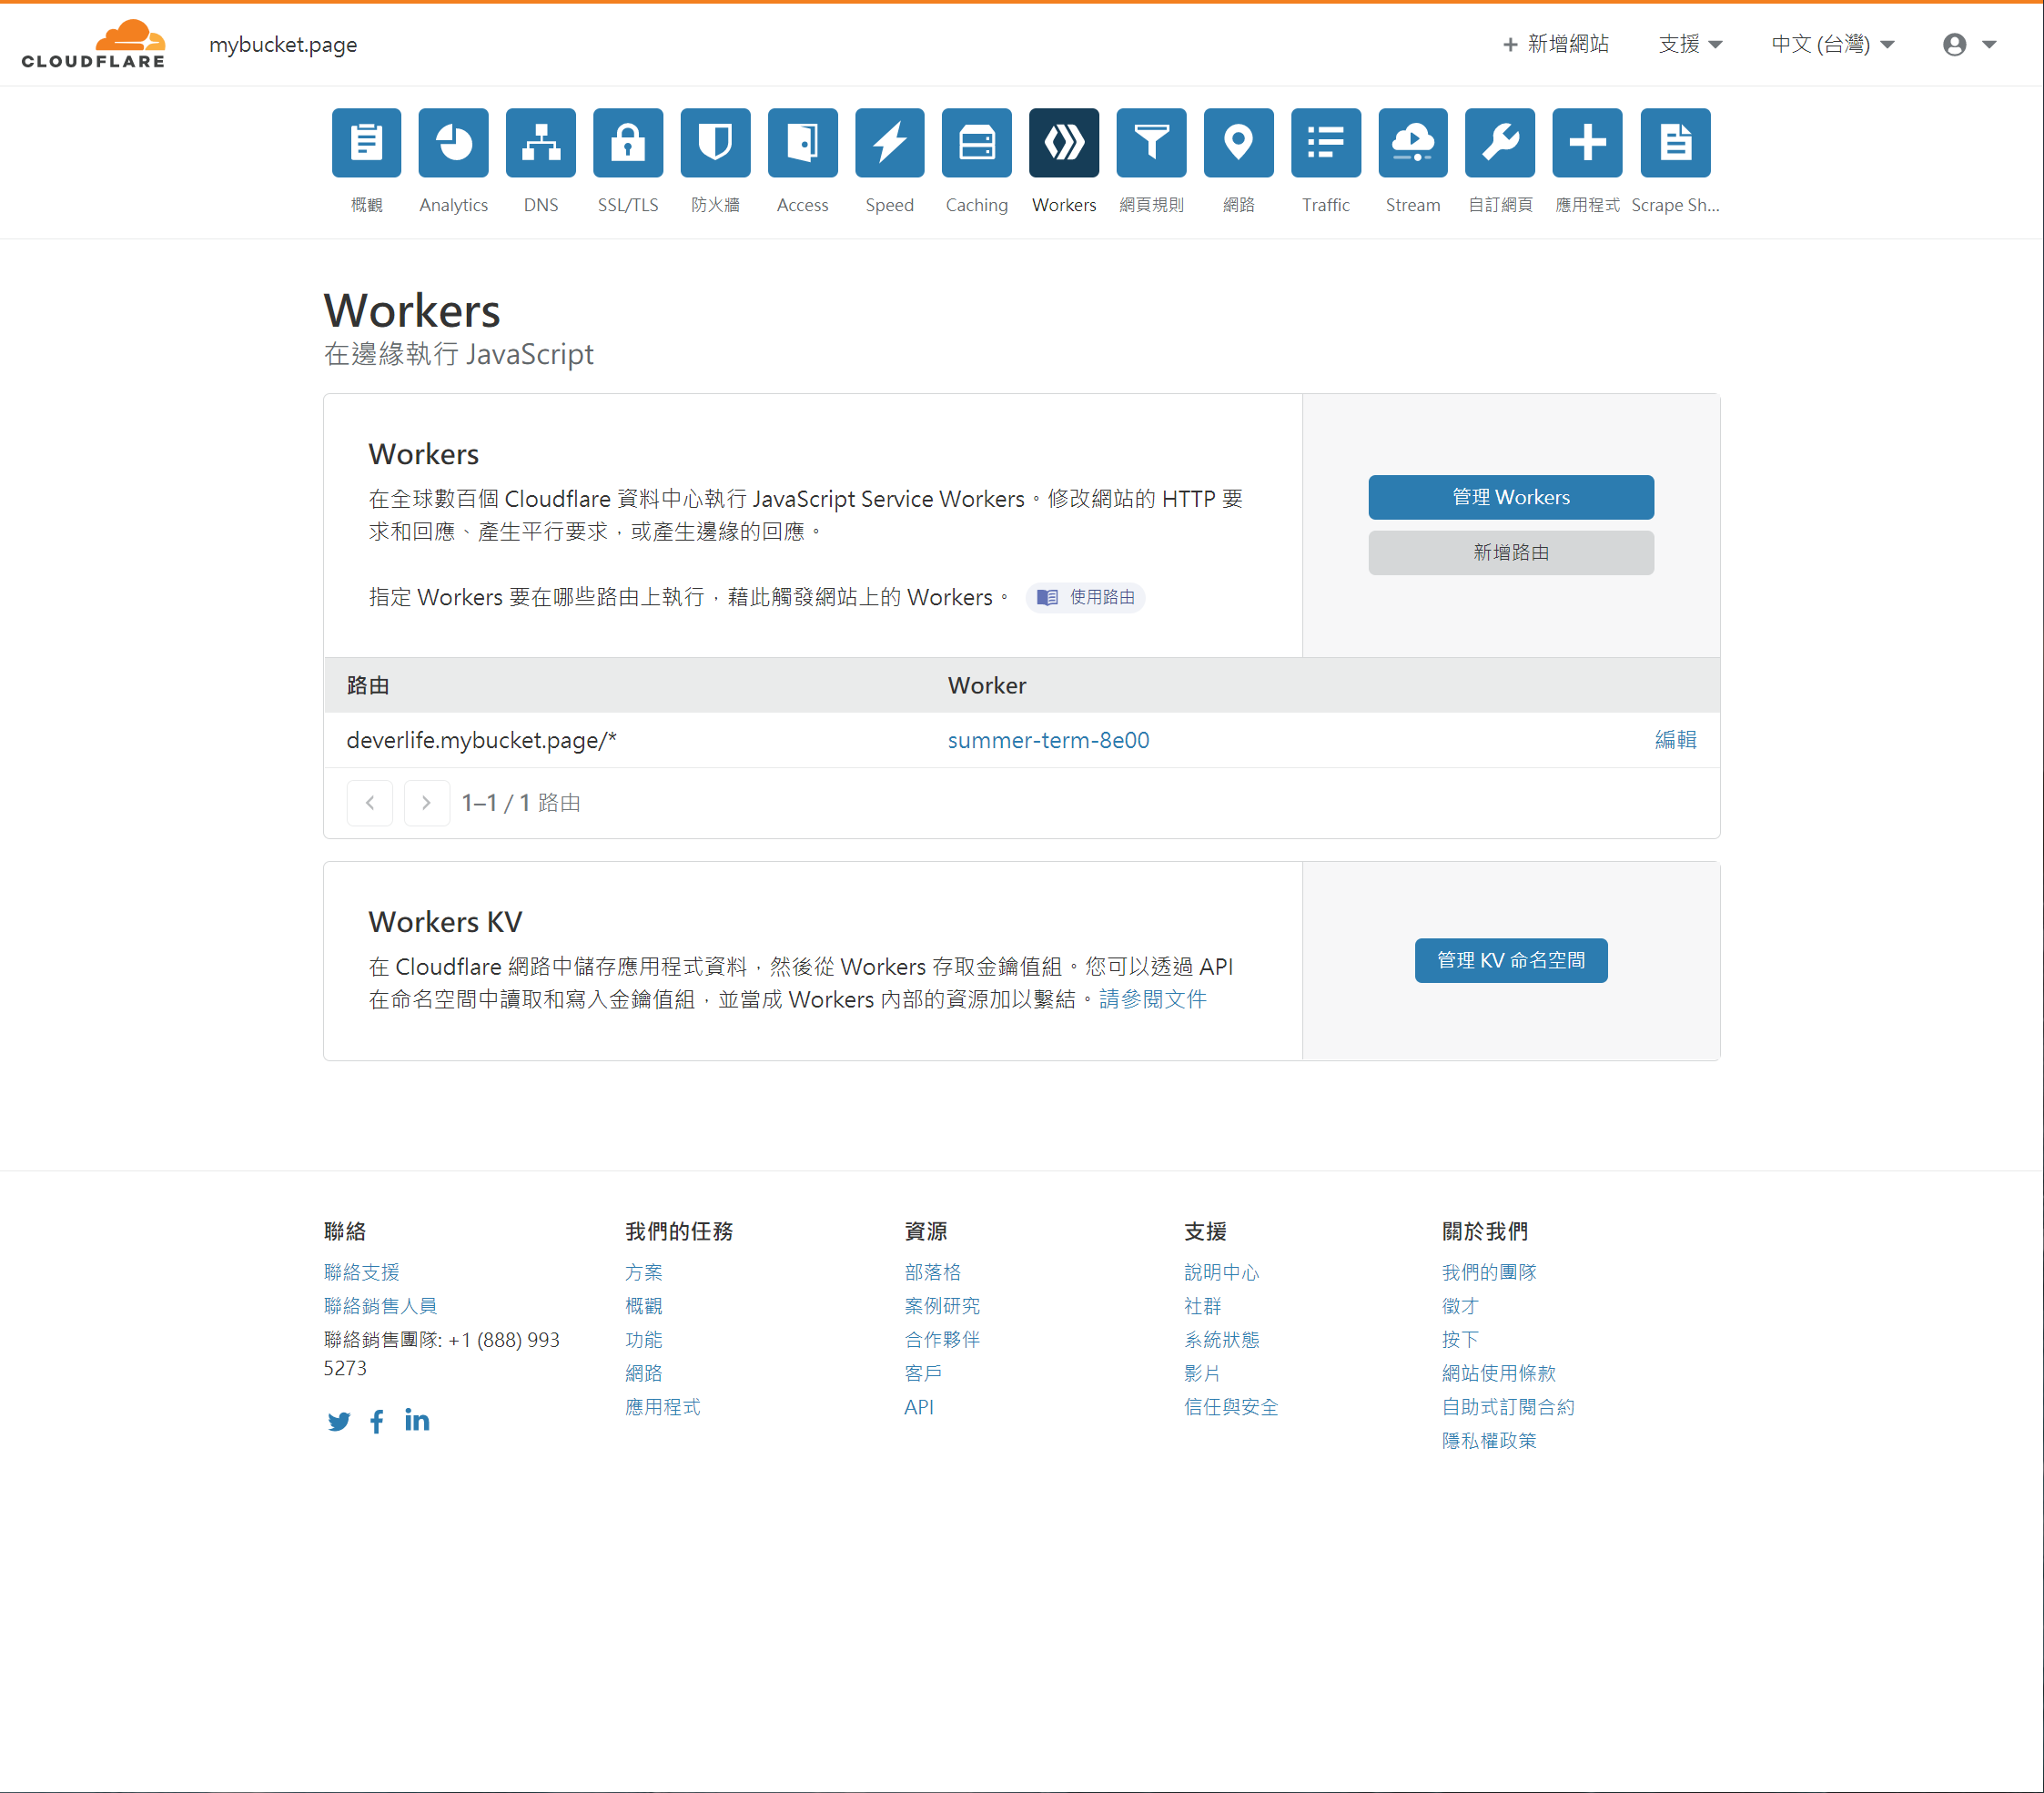 CLOUDFLARE
mybucket.page
新增網站
支援
中文 (台灣)
概觀
Analytics
DNS
SSL/TLS
防火牆
Access
Speed
Caching
Workers
網頁規則
網路
Traffic
Stream
自訂網頁
應用程式
Scrape Sh...
Workers
在邊緣執行 JavaScript
Workers
在全球數百個 Cloudflare 資料中心執行 JavaScript Service Workers。修改網站的 HTTP 要
求和回應、產生平行要求，或產生邊緣的回應。
指定 Workers 要在哪些路由上執行，藉此觸發網站上的 Workers。
使用路由
管理 Workers
新增路由
路由 Worker
deverlife.mybucket.page/* summer-term-8e00 編輯
1–1 / 1 路由
Workers KV
在 Cloudflare 網路中儲存應用程式資料，然後從 Workers 存取金鑰值組。您可以透過 API
在命名空間中讀取和寫入金鑰值組，並當成 Workers 內部的資源加以繫結。請參閱文件
管理 KV 命名空間
聯絡
聯絡支援
聯絡銷售人員
聯絡銷售團隊: +1 (888) 993
5273
我們的任務
方案
概觀
功能
網路
應用程式
資源
部落格
案例研究
合作夥伴
客戶
API
支援
說明中心
社群
系統狀態
影片
信任與安全
關於我們
我們的團隊
徵才
按下
網站使用條款
自助式訂閱合約
隱私權政策